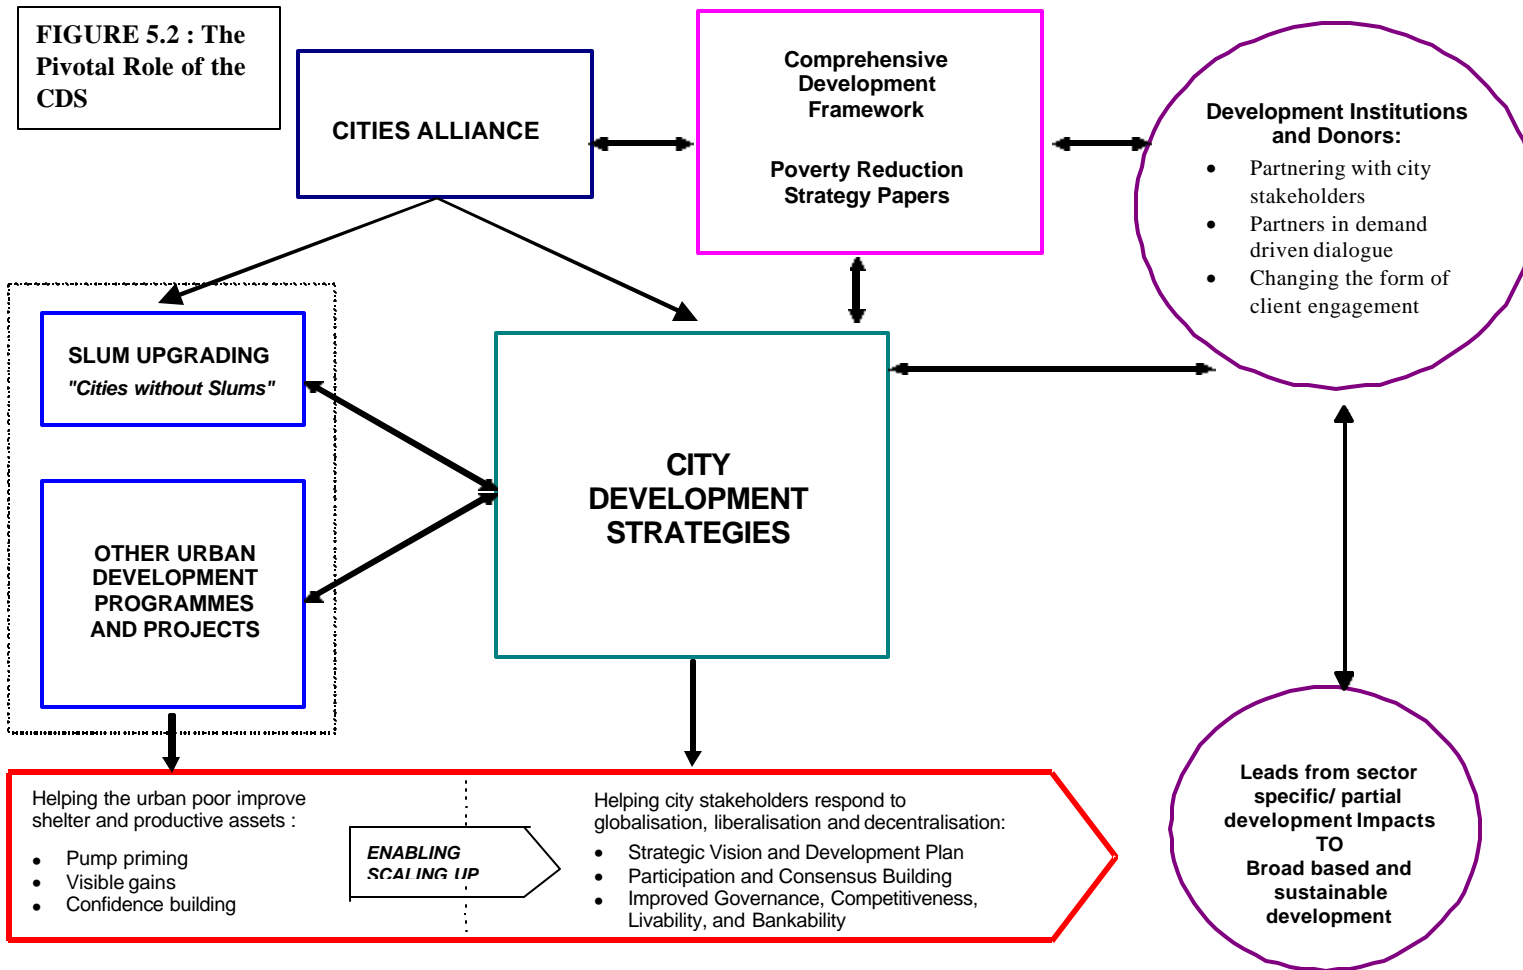 FIGURE 5.2 : The
Pivotal Role of the
CDS
CITIES ALLIANCE
Comprehensive
Development
Framework
Poverty Reduction
Strategy Papers
Development Institutions
and Donors:
• Partnering with city
stakeholders
• Partners in demand
driven dialogue
• Changing the form of
client engagement
SLUM UPGRADING
"Cities without Slums"
OTHER URBAN
DEVELOPMENT
PROGRAMMES
AND PROJECTS
CITY
DEVELOPMENT
STRATEGIES
Helping the urban poor improve
shelter and productive assets :
• Pump priming
• Visible gains
• Confidence building
ENABLING
SCALING UP
Helping city stakeholders respond to
globalisation, liberalisation and decentralisation:
• Strategic Vision and Development Plan
• Participation and Consensus Building
• Improved Governance, Competitiveness,
Livability, and Bankability
Leads from sector
specific/ partial
development Impacts
TO
Broad based and
sustainable
development